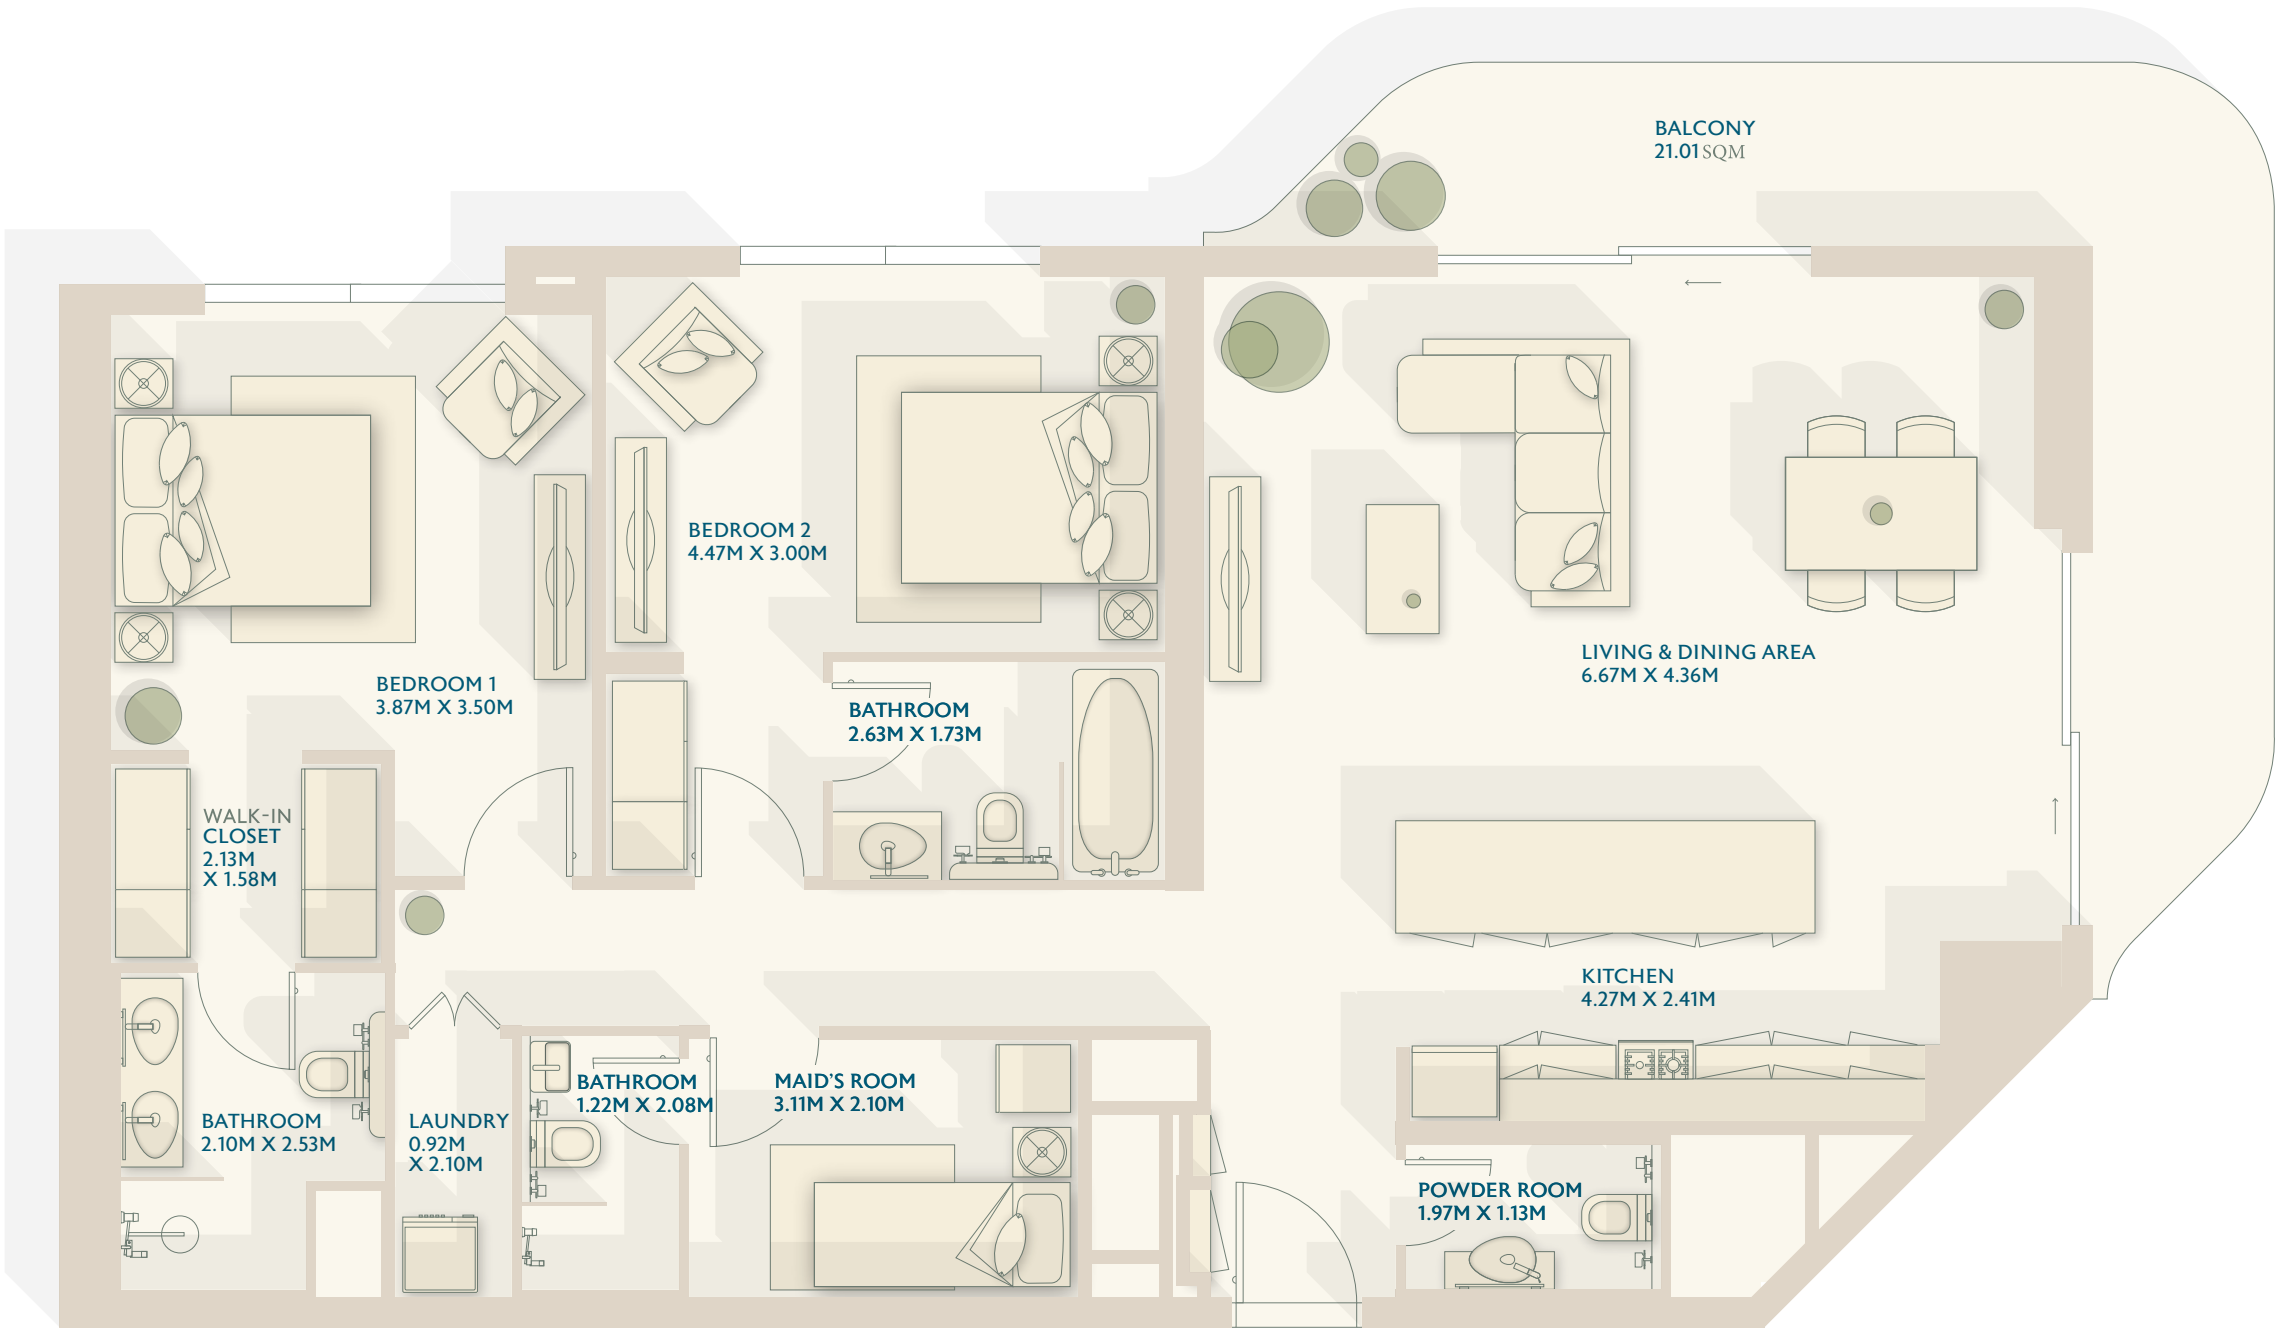 BALCONY
21.01 SQM
BEDROOM 2
4.47M X 3.00M
LIVING & DINING AREA
6.67M X 4.36M
BEDROOM 1
3.87M X 3.50M
BATHROOM
2.63M X 1.73M
WALK-IN
CLOSET
2.13M
X 1.58M
KITCHEN
4.27M X 2.41M
BATHROOM
1.22M X 2.08M
MAID'S ROOM
3.11M X 2.10M
BATHROOM
2.10M X 2.53M
LAUNDRY
0.92M
X 2.10M
POWDER ROOM
1.97M X 1.13M